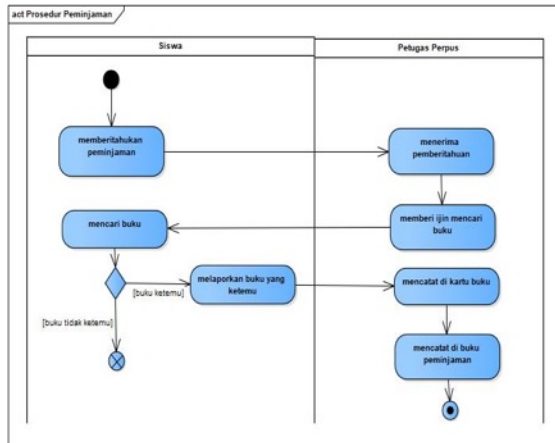 act Prosedur Peminjaman
Siswa
Petugas Perpus
memberitahukan
peminjaman
menerima
pemberitahuan
memberi ijin mencari
buku
mencari buku
melaporkan buku yang
ketemu
[buku ketemu]
mencatat di kartu buku
[buku tidak ketemu]
mencatat di buku
peminjaman